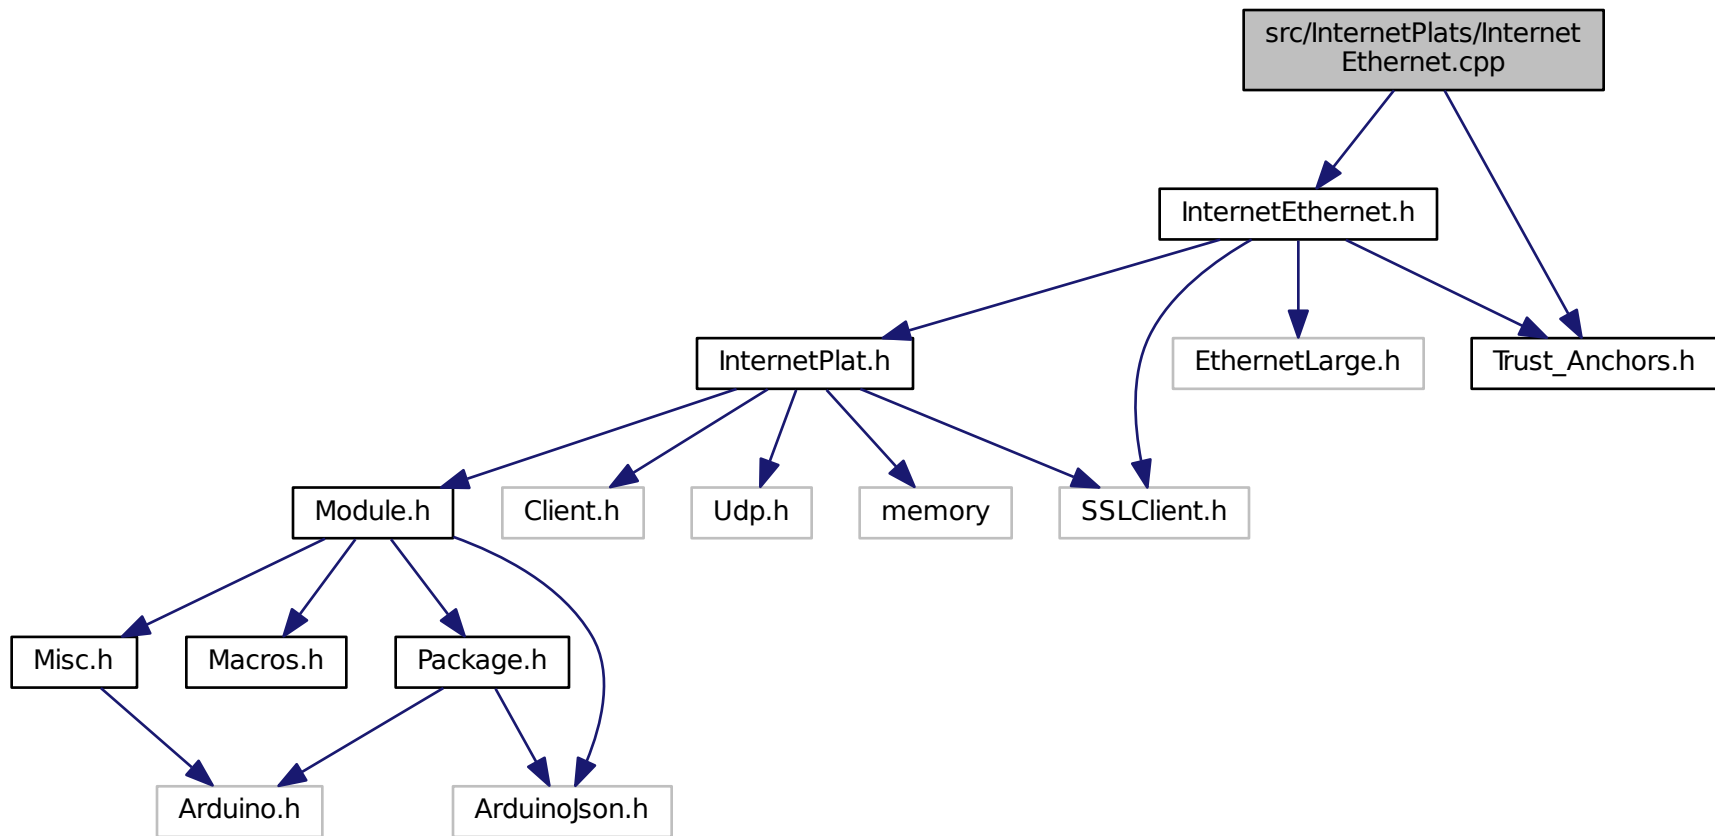 src/InternetPlats/Internet
Ethernet.cpp
InternetEthernet.h
InternetPlat.h
EthernetLarge.h
Trust_Anchors.h
Module.h
Client.h
Udp.h
memory
SSLClient.h
Misc.h
Macros.h
Package.h
Arduino.h
ArduinoJson.h